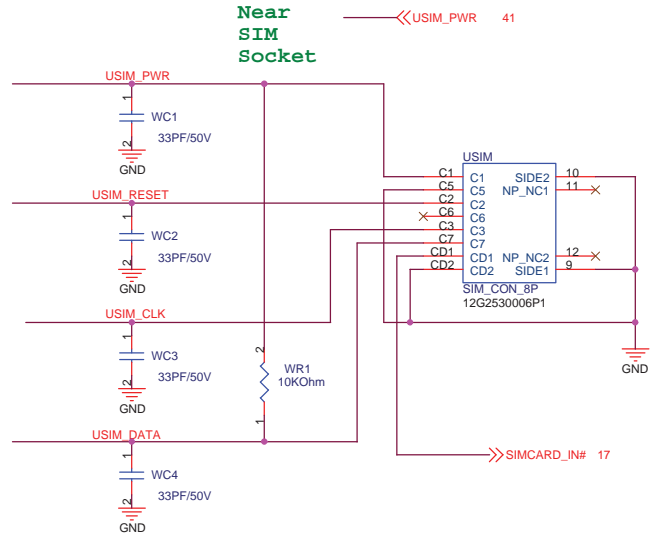 Near
SIM
Socket
USIM_PWR 41
USIM_PWR
1
WC1
33PF/50V
2
GND
USIM_RESET
1
WC2
33PF/50V
2
GND
USIM_CLK
1
WC3
33PF/50V
2
GND
2
WR1
10KOhm
1
USIM_DATA
1
WC4
33PF/50V
2
GND
USIM
C1 C1 SIDE2 10
C5 C5 NP_NC1 11
C2 C2
C6 C6
C3 C3
C7 C7
CD1 CD1 NP_NC2 12
CD2 CD2 SIDE1 9
SIM_CON_8P
12G2530006P1
GND
SIMCARD_IN# 17